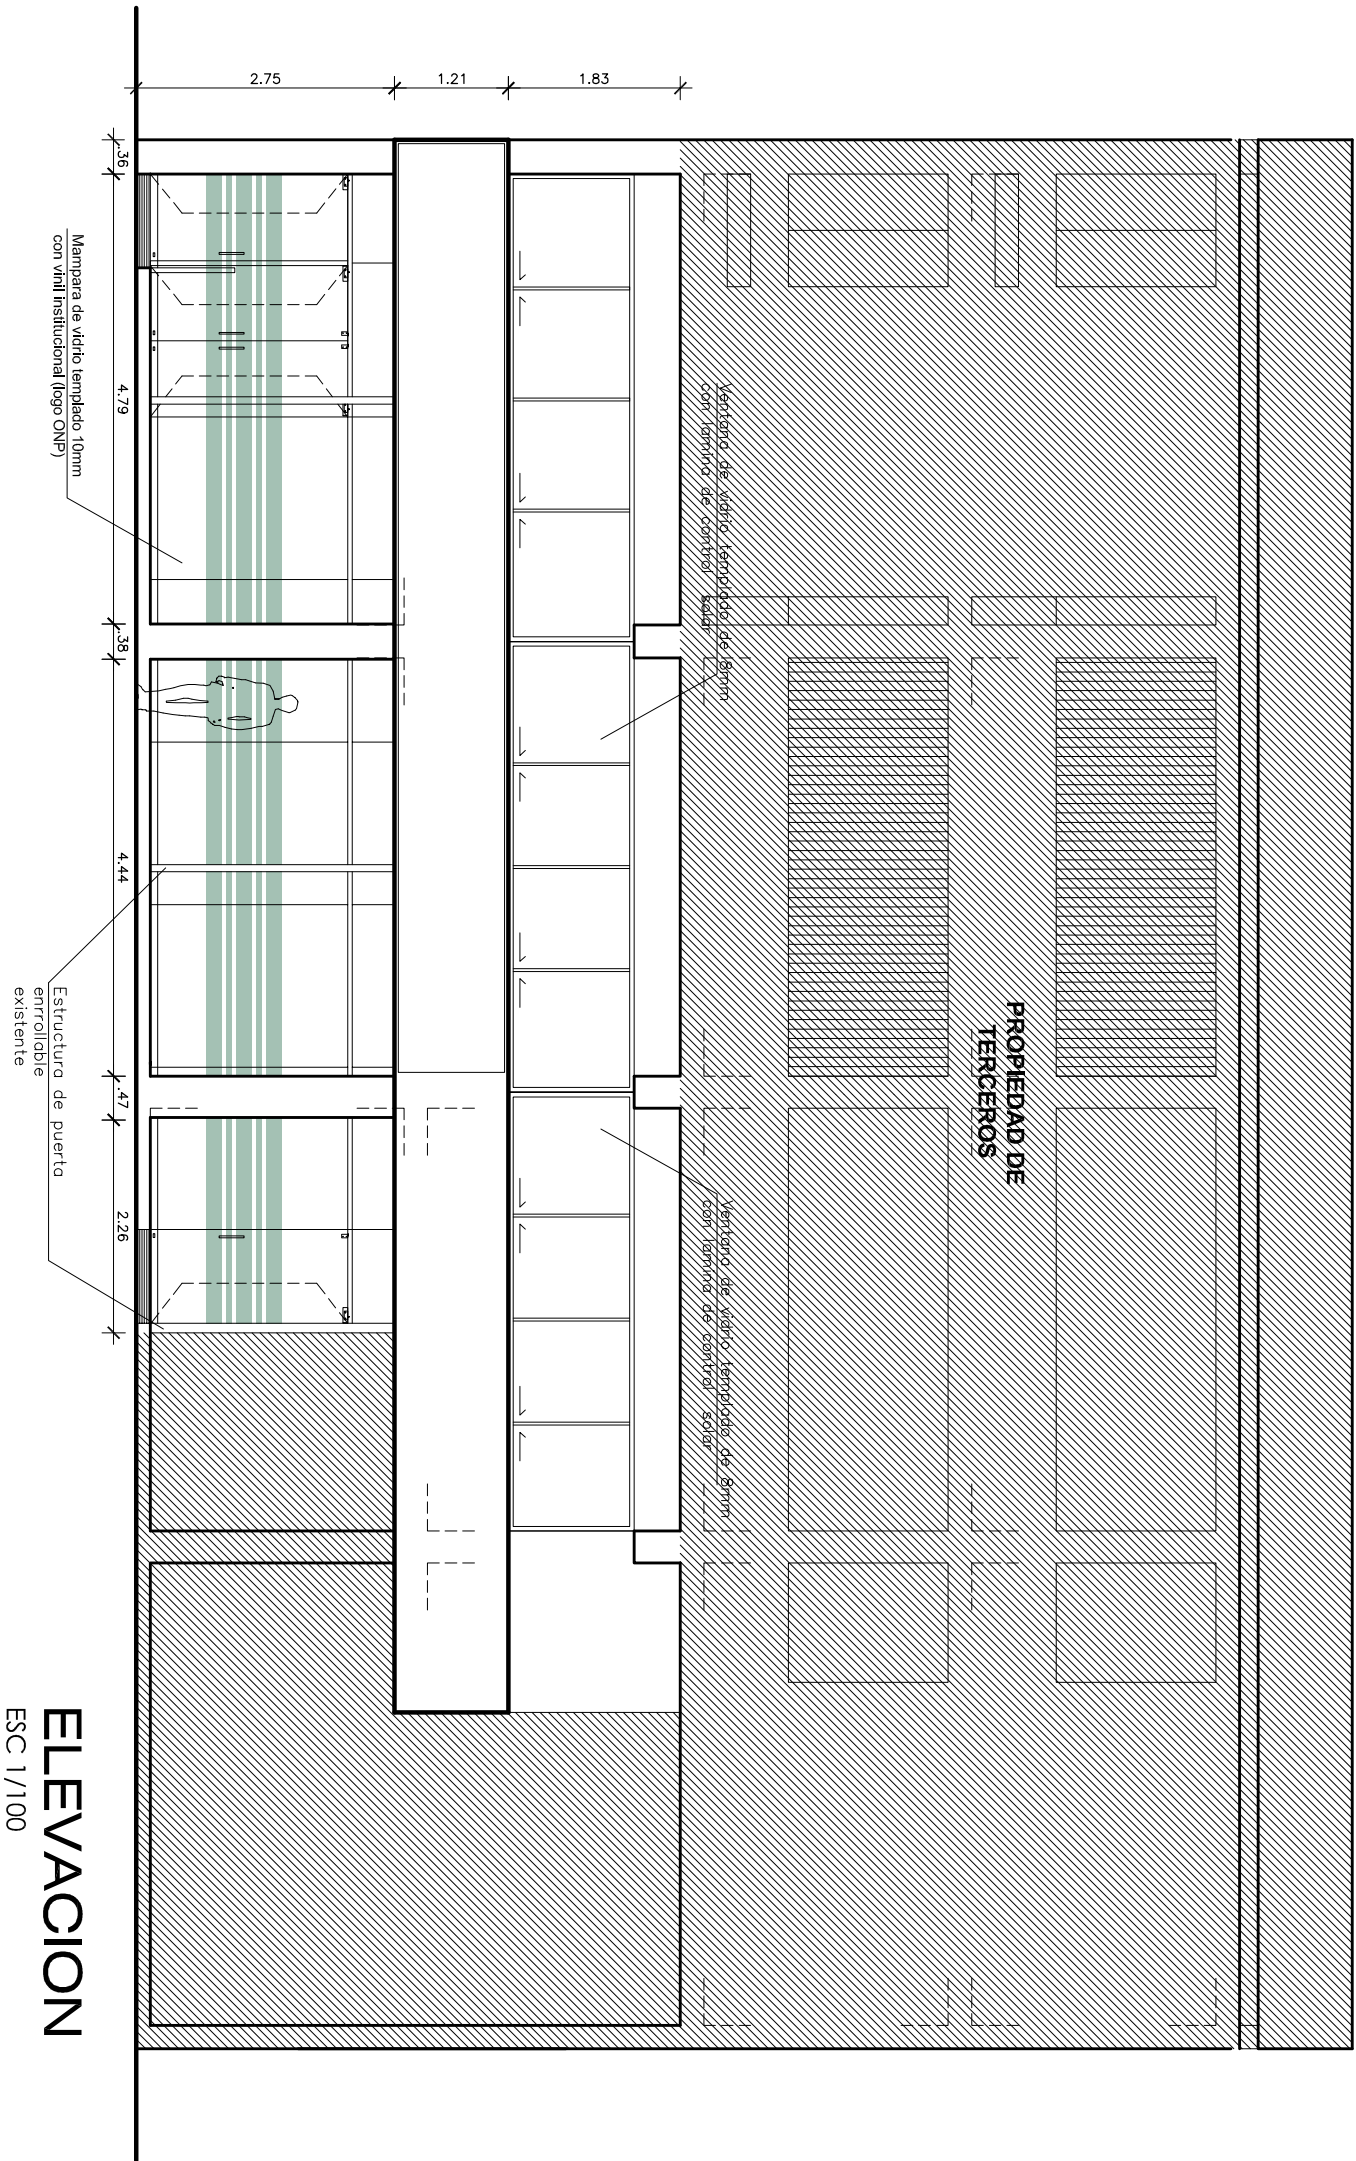 PROPIEDAD DE
TERCEROS
Ventana de vidrio templado de 8mm
con lamina de control solar
Ventana de vidrio templado de 8mm
con lamina de control solar
1.83
1.21
2.75
.36
4.79
.38
4.44
.47
2.26
Mampara de vidrio templado 10mm
con vinil institucional (logo ONP)
Estructura de puerta
enrrollable
existente
ELEVACION
ESC 1/100